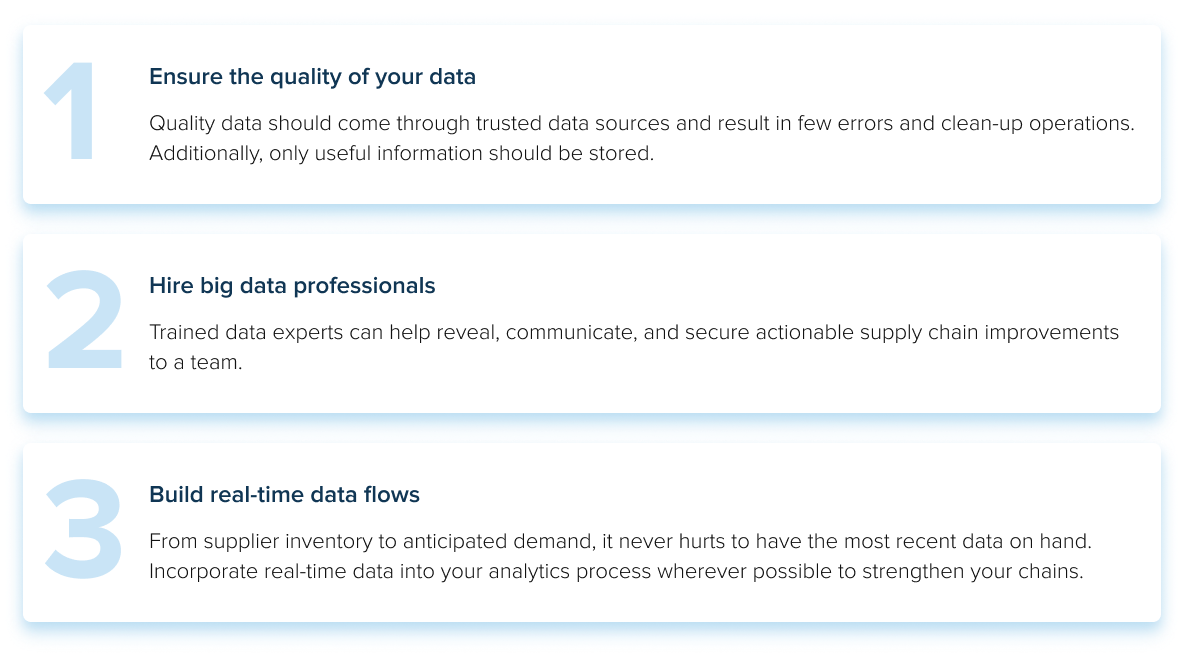 1
Ensure the quality of your data
Quality data should come through trusted data sources and result in few errors and clean-up operations.
Additionally, only useful information should be stored.
2
Hire big data professionals
Trained data experts can help reveal, communicate, and secure actionable supply chain improvements
to a team.
3
Build real-time data flows
From supplier inventory to anticipated demand, it never hurts to have the most recent data on hand.
Incorporate real-time data into your analytics process wherever possible to strengthen your chains.